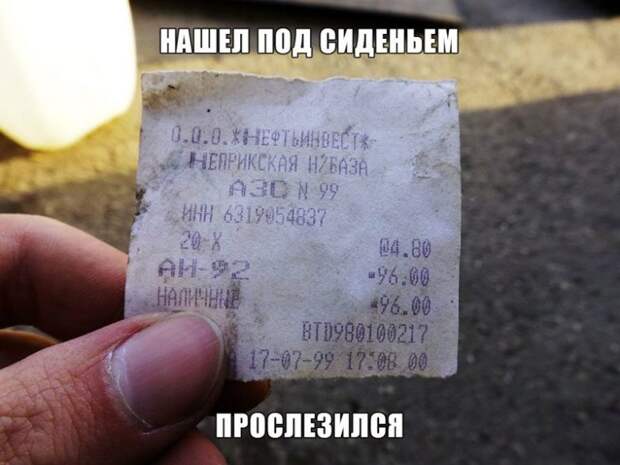 НАШЕЛ ПОД СИДЕНЬЕМ
О.О.О.*НЕФТЬИНВЕСТ*
НЕПРИКСКАЯ Н/БАЗА
АЗС N 99
ИНН 6319054837
20 X @4.80
АИ-92 =96.00
НАЛИЧНЫЕ =96.00
BTD980100217
17-07-99 17:08 00
ПРОСЛЕЗИЛСЯ